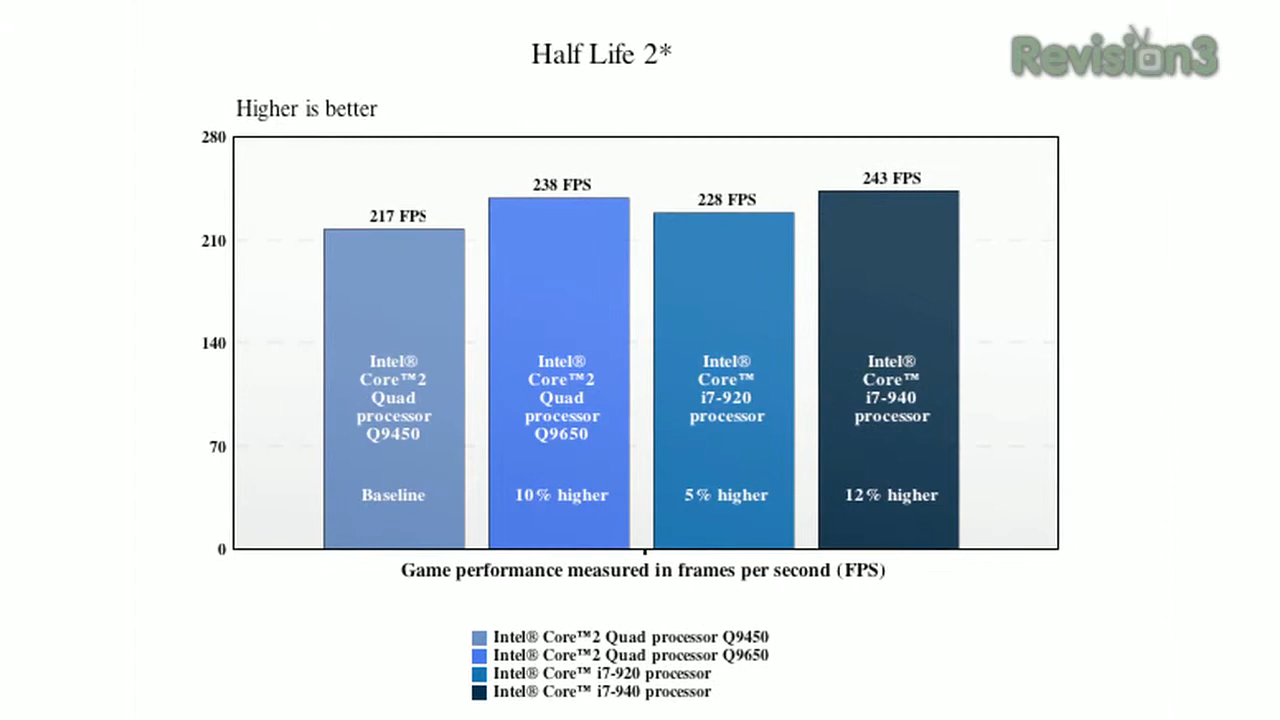 Half Life 2*
Revision3
Higher is better
280
210
140
70
0
217 FPS
238 FPS
228 FPS
243 FPS
Intel®
Core™2
Quad
processor
Q9450
Baseline
Intel®
Core™2
Quad
processor
Q9650
10% higher
Intel®
Core™
i7-920
processor
5% higher
Intel®
Core™
i7-940
processor
12% higher
Game performance measured in frames per second (FPS)
Intel® Core™2 Quad processor Q9450
Intel® Core™2 Quad processor Q9650
Intel® Core™ i7-920 processor
Intel® Core™ i7-940 processor